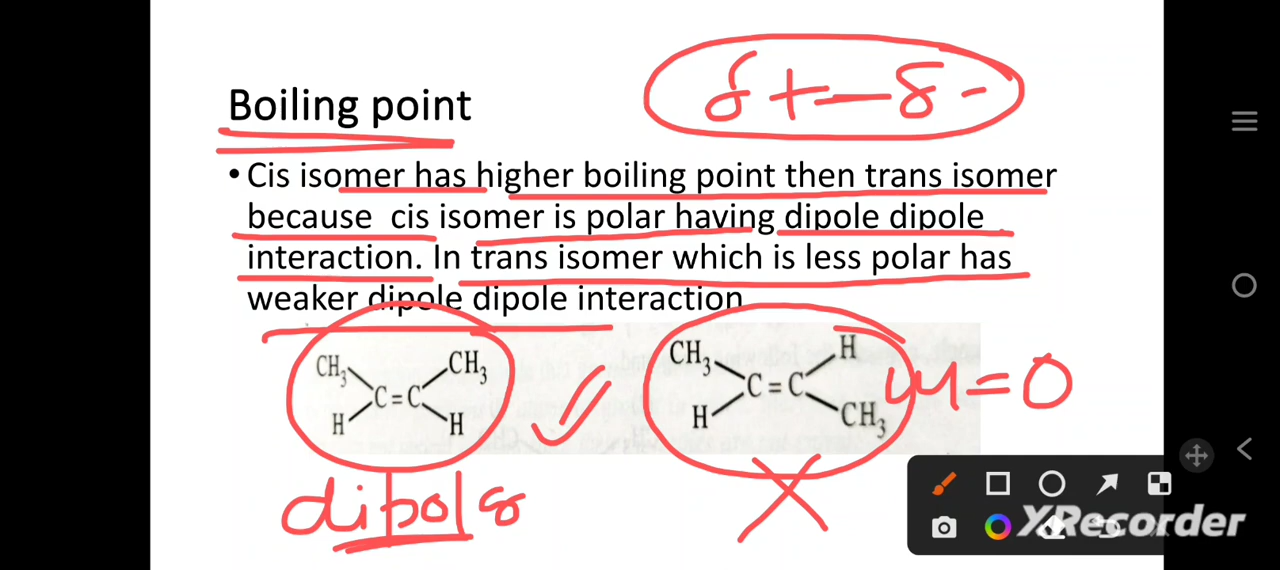 δ+—δ-
Boiling point
• Cis isomer has higher boiling point then trans isomer
because cis isomer is polar having dipole dipole
interaction. In trans isomer which is less polar has
weaker dipole dipole interaction
CH₃ CH₃
C=C
H H
CH₃ H
C=C
H CH₃
μ=0
dipole
XRecorder